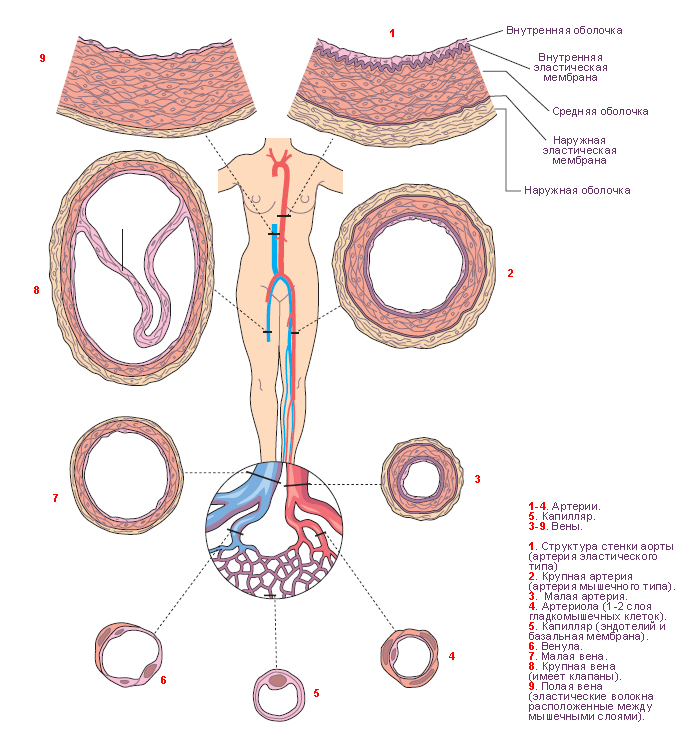 1
Внутренняя оболочка
9
Внутренняя
эластическая
мембрана
Средняя оболочка
Наружная
эластическая
мембрана
Наружная оболочка
2
8
7
3
6
5
4
1-4. Артерии.
5. Капилляр.
3-9. Вены.
1. Структура стенки аорты
(артерия эластического
типа)
2. Крупная артерия
(артерия мышечного типа).
3. Малая артерия.
4. Артериола (1-2 слоя
гладкомышечных клеток).
5. Капилляр (эндотелий и
базальная мембрана).
6. Венула.
7. Малая вена.
8. Крупная вена
(имеет клапаны).
9. Полая вена
(эластические волокна
расположенные между
мышечными слоями).